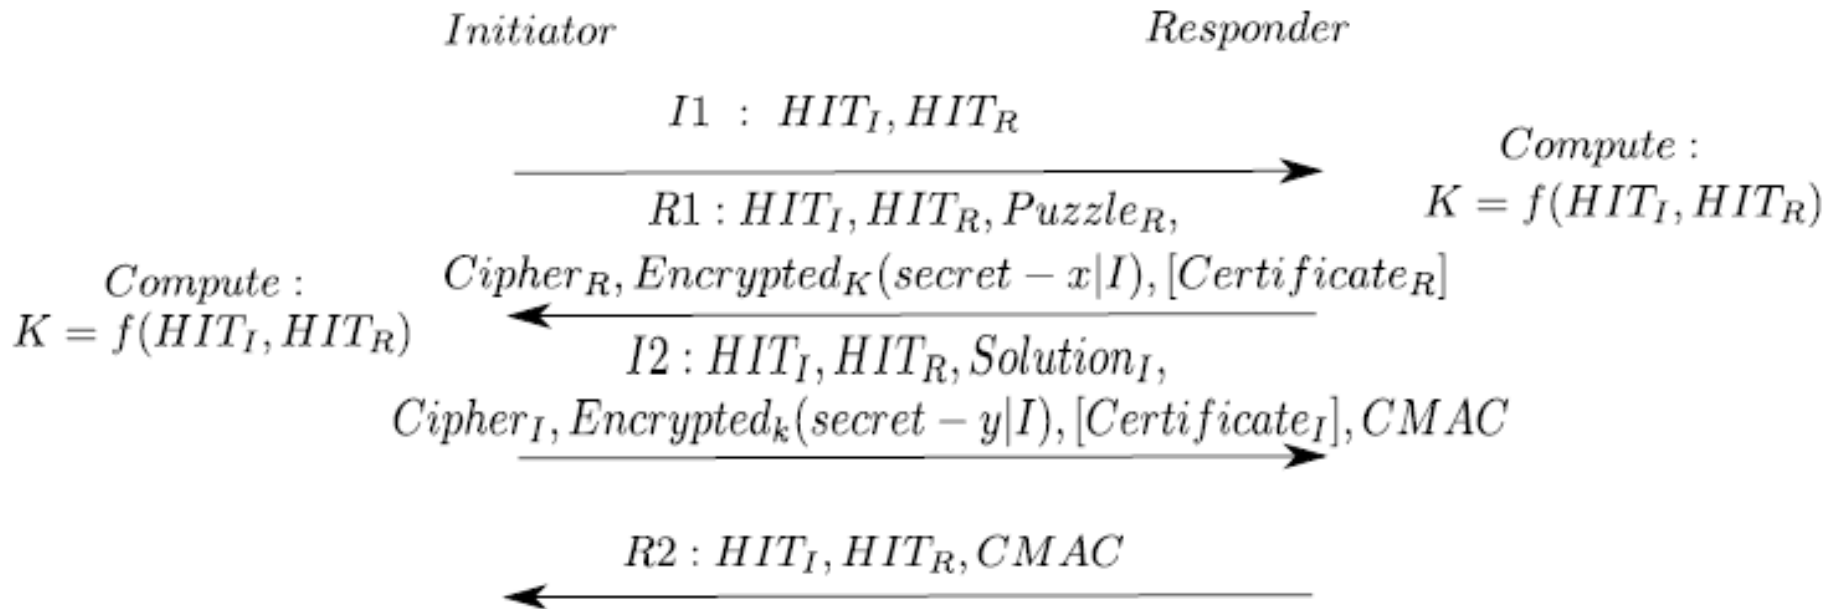 Initiator
Responder
I1 : HIT_I, HIT_R
Compute :
K = f(HIT_I, HIT_R)
R1 : HIT_I, HIT_R, Puzzle_R,
Cipher_R, Encrypted_K(secret − x|I), [Certificate_R]
Compute :
K = f(HIT_I, HIT_R)
I2 : HIT_I, HIT_R, Solution_I,
Cipher_I, Encrypted_k(secret − y|I), [Certificate_I], CMAC
R2 : HIT_I, HIT_R, CMAC